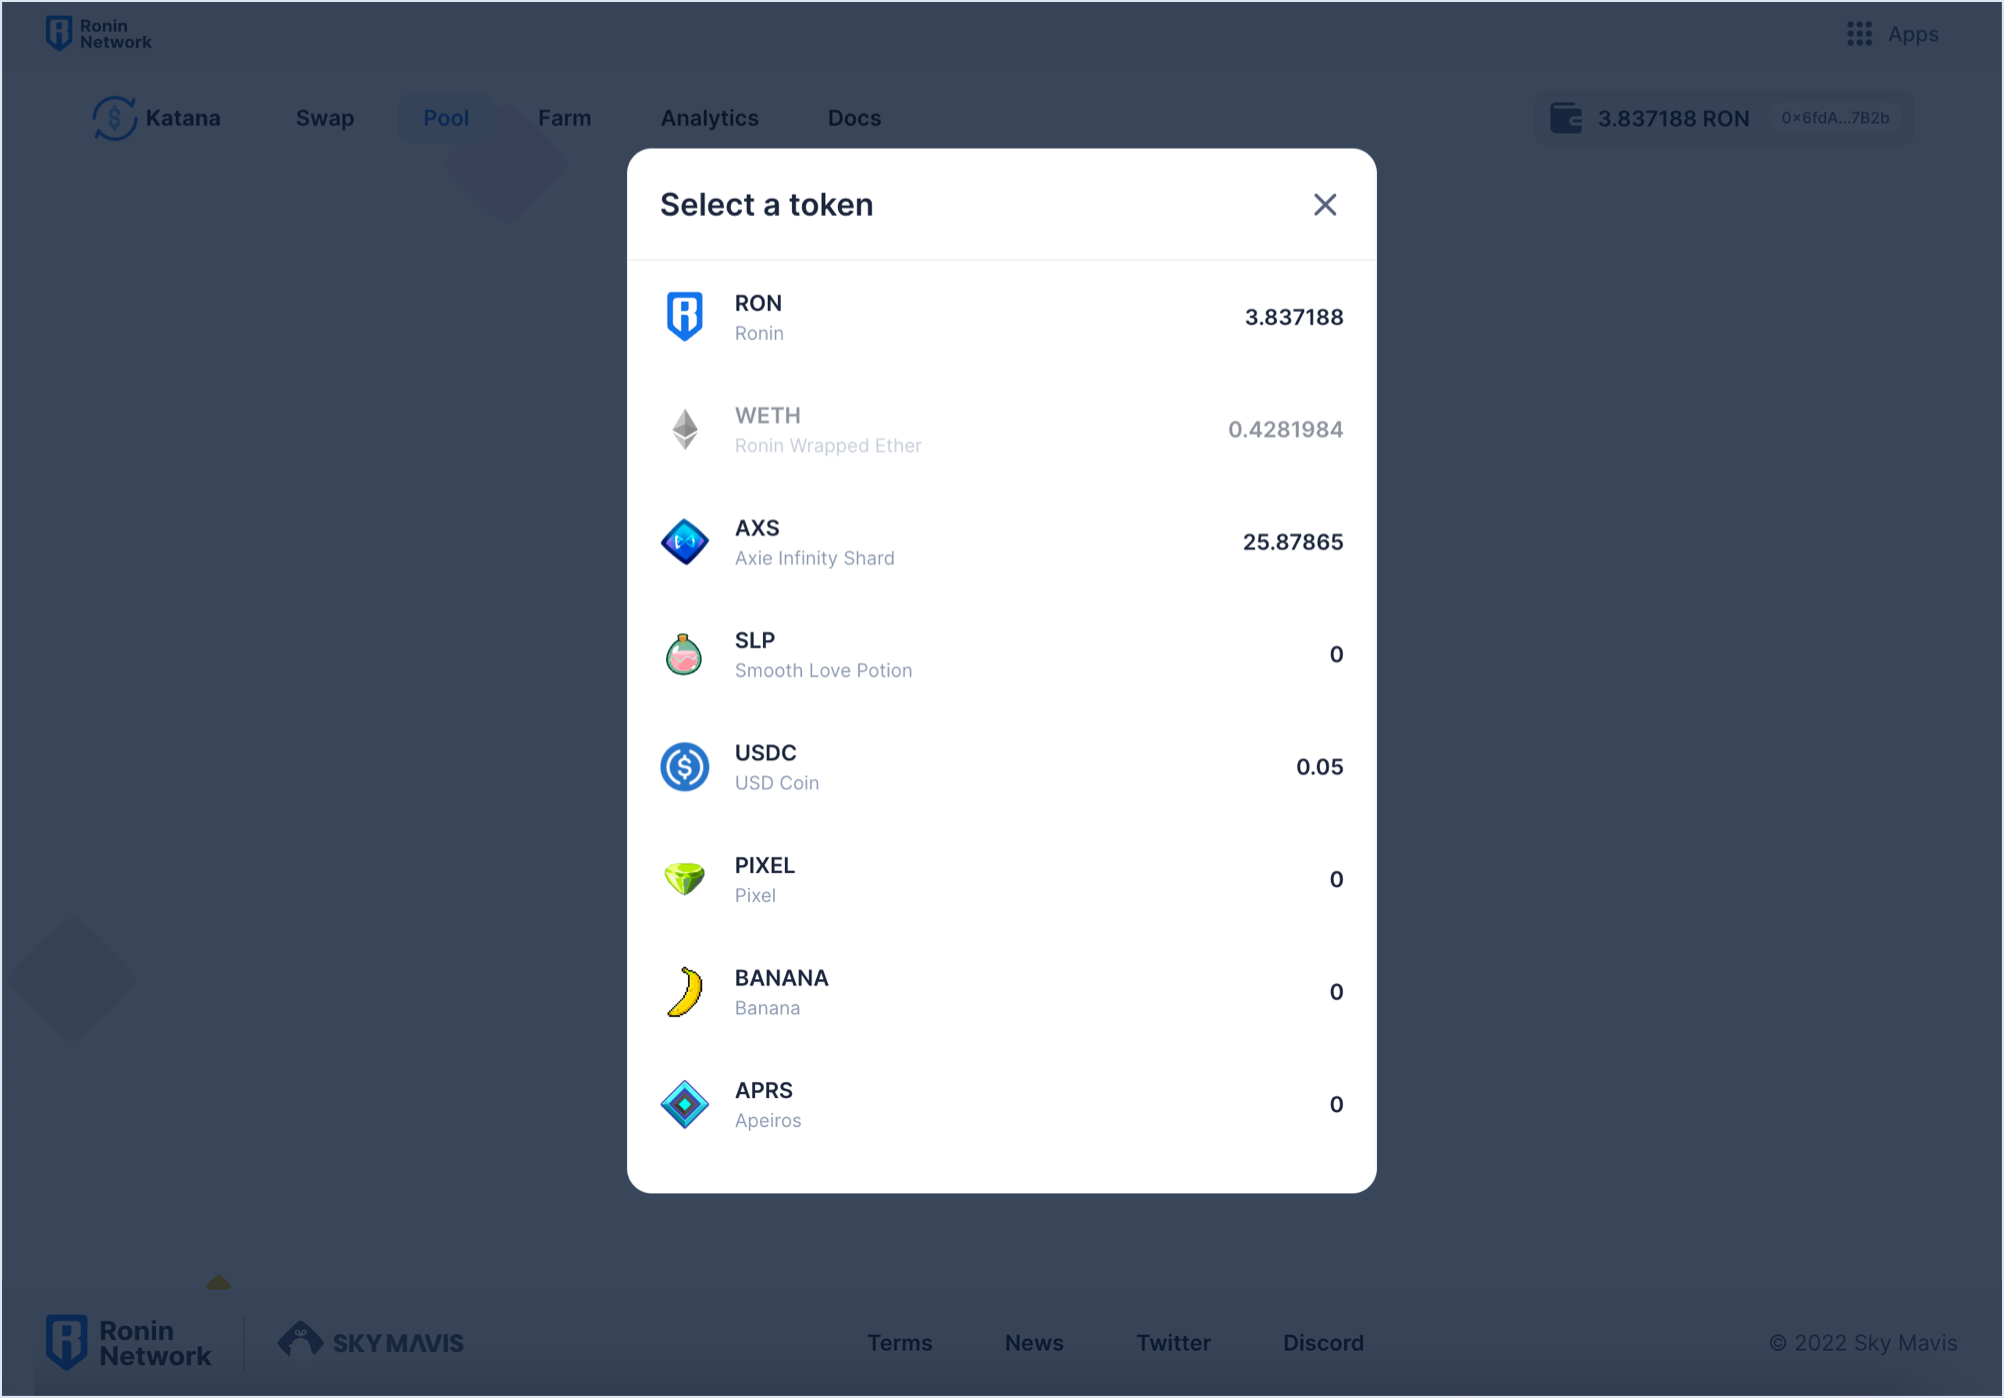 Ronin
Network
Apps
Katana
Swap
Pool
Farm
Analytics
Docs
3.837188 RON
0x6fdA...7B2b
Select a token
RON
Ronin
3.837188
WETH
Ronin Wrapped Ether
0.4281984
AXS
Axie Infinity Shard
25.87865
SLP
Smooth Love Potion
0
USDC
USD Coin
0.05
PIXEL
Pixel
0
BANANA
Banana
0
APRS
Apeiros
0
Ronin
Network
SKY MAVIS
Terms
News
Twitter
Discord
© 2022 Sky Mavis